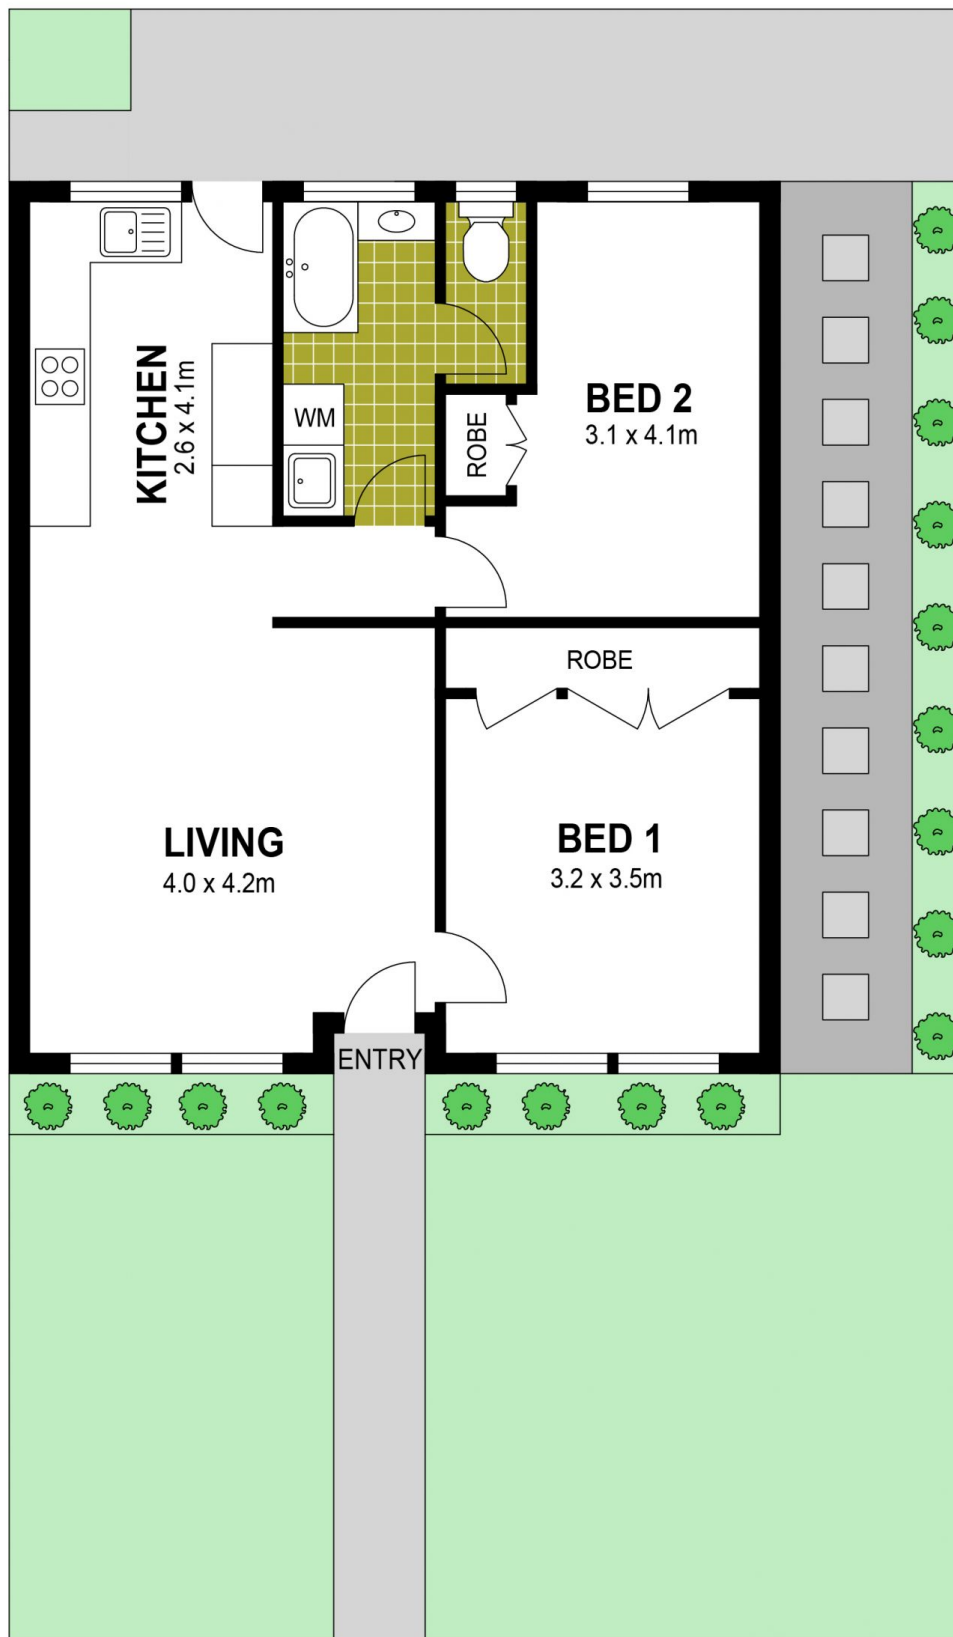 KITCHEN
2.6 x 4.1m
WM
ROBE
BED 2
3.1 x 4.1m
ROBE
LIVING
4.0 x 4.2m
BED 1
3.2 x 3.5m
ENTRY